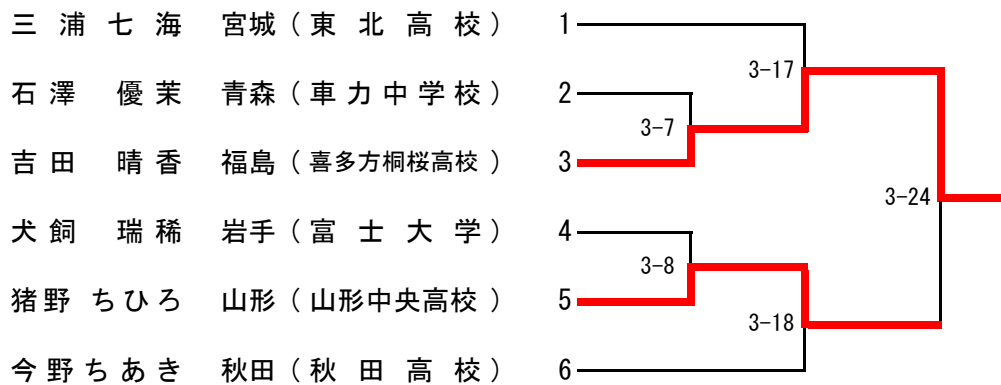 三浦七海 宮城（東北高校） 1
3-17
石澤 優茉 青森（車力中学校） 2
3-7
吉田 晴香 福島（喜多方桐桜高校） 3
3-24
犬飼 瑞稀 岩手（富士大学） 4
3-8
猪野 ちひろ 山形（山形中央高校） 5
3-18
今野ちあき 秋田（秋田高校） 6